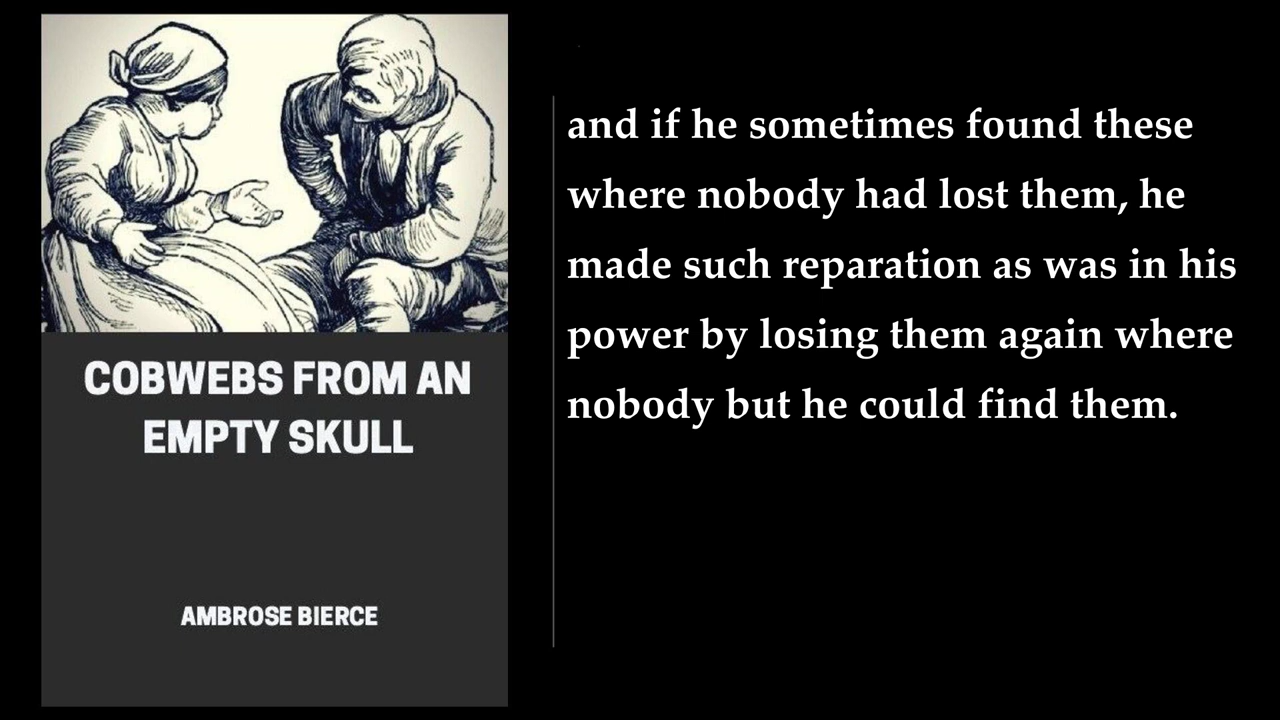 COBWEBS FROM AN
EMPTY SKULL
AMBROSE BIERCE
and if he sometimes found these
where nobody had lost them, he
made such reparation as was in his
power by losing them again where
nobody but he could find them.